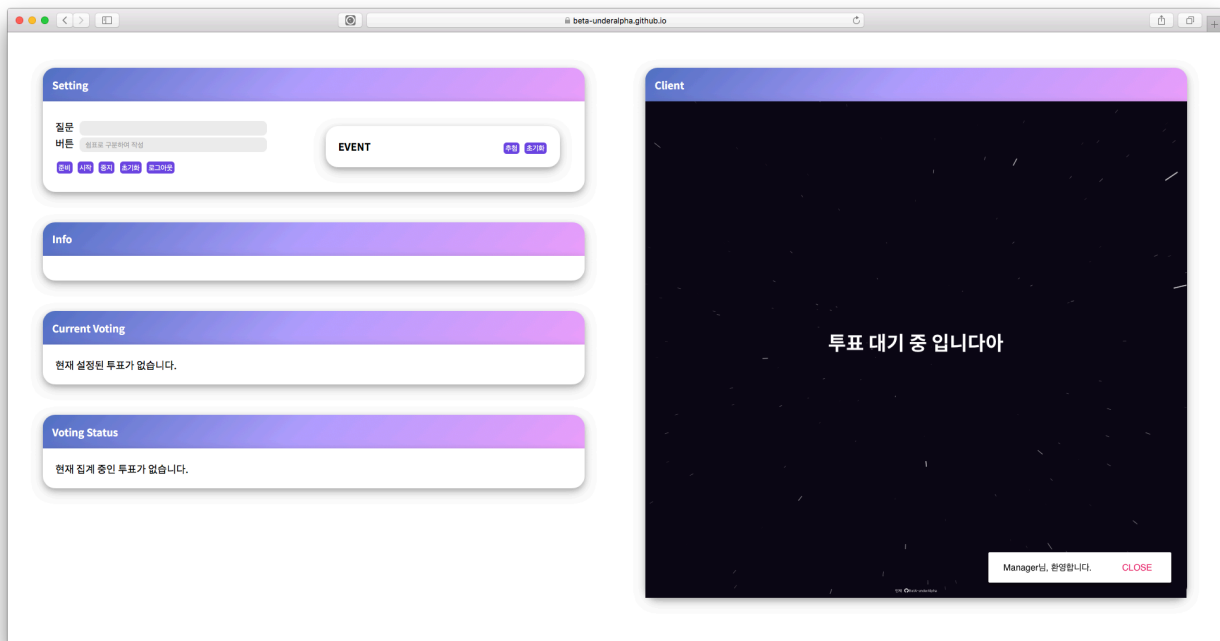 beta-underalpha.github.io
Setting
질문
버튼 쉼표로 구분하여 작성
준비 시작 중지 초기화 로그아웃
EVENT 추첨 초기화
Info
Current Voting
현재 설정된 투표가 없습니다.
Voting Status
현재 집계 중인 투표가 없습니다.
Client
투표 대기 중 입니다아
Manager님, 환영합니다. CLOSE